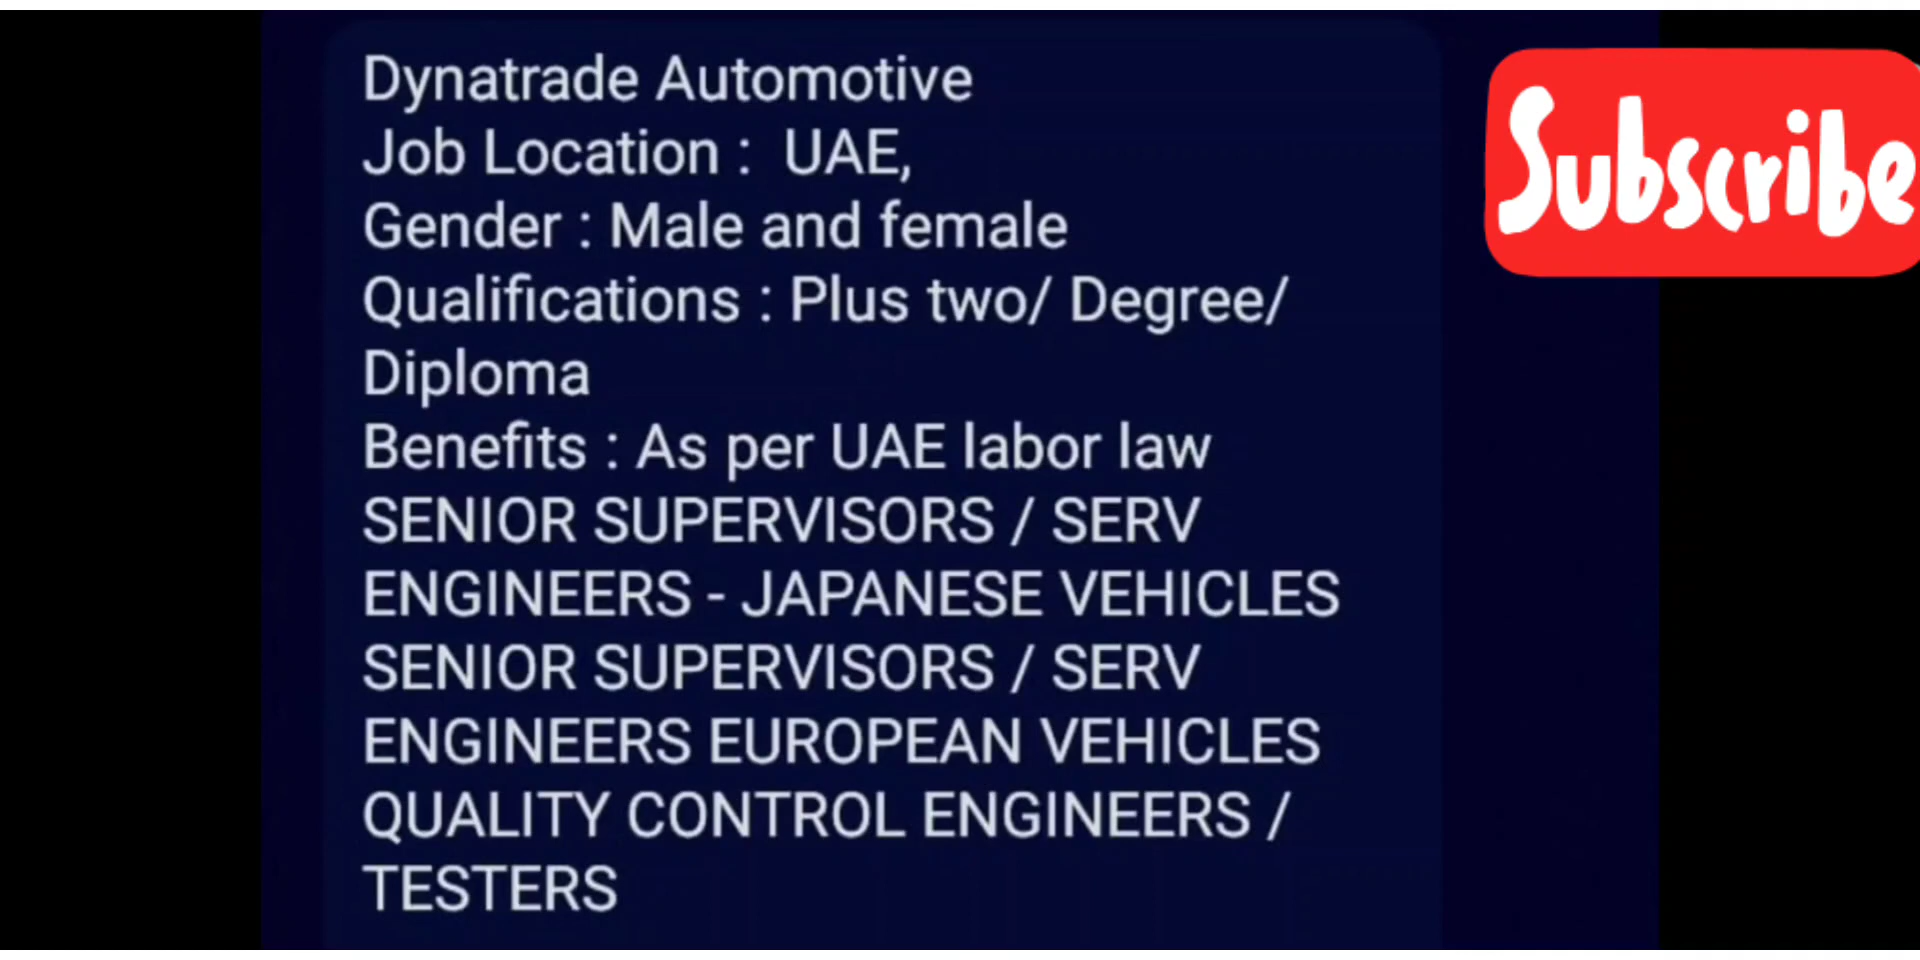 Dynatrade Automotive
Job Location :  UAE,
Gender : Male and female
Qualifications : Plus two/ Degree/
Diploma
Benefits : As per UAE labor law
SENIOR SUPERVISORS / SERV
ENGINEERS - JAPANESE VEHICLES
SENIOR SUPERVISORS / SERV
ENGINEERS EUROPEAN VEHICLES
QUALITY CONTROL ENGINEERS /
TESTERS
Subscribe